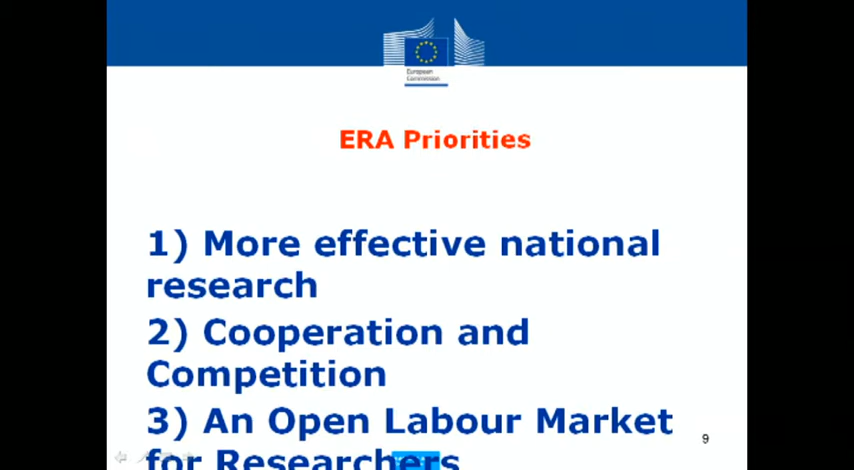 European
Commission
ERA Priorities
1) More effective national
research
2) Cooperation and
Competition
3) An Open Labour Market
for Researchers
9